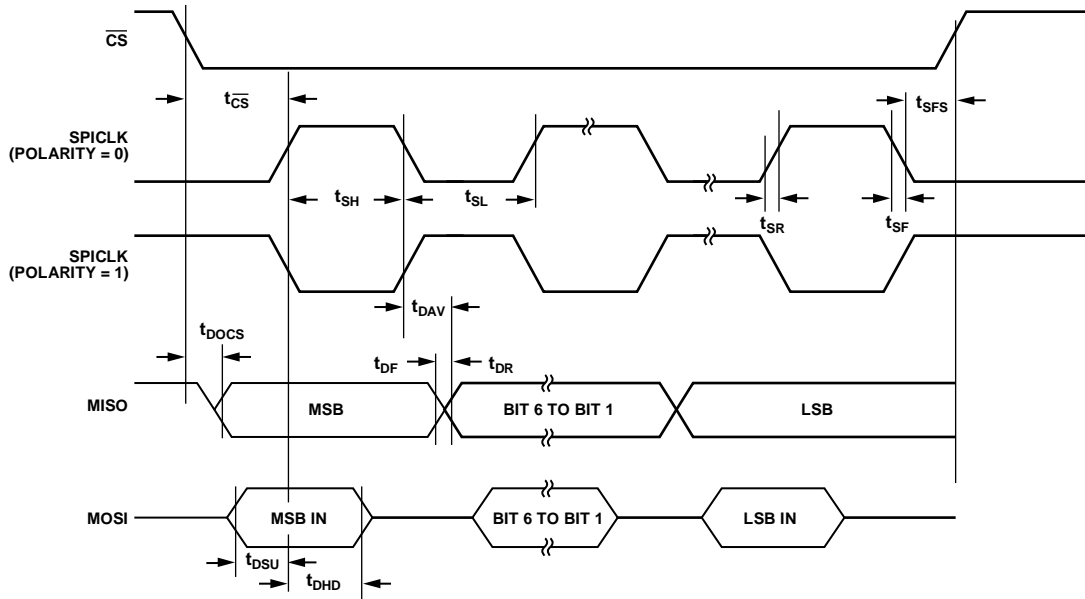 CS
tCS
tSFS
SPICLK
(POLARITY = 0)
tSH
tSL
tSR
tSF
SPICLK
(POLARITY = 1)
tDAV
tDOCS
tDF
tDR
MISO
MSB
BIT 6 TO BIT 1
LSB
MOSI
MSB IN
BIT 6 TO BIT 1
LSB IN
tDSU
tDHD